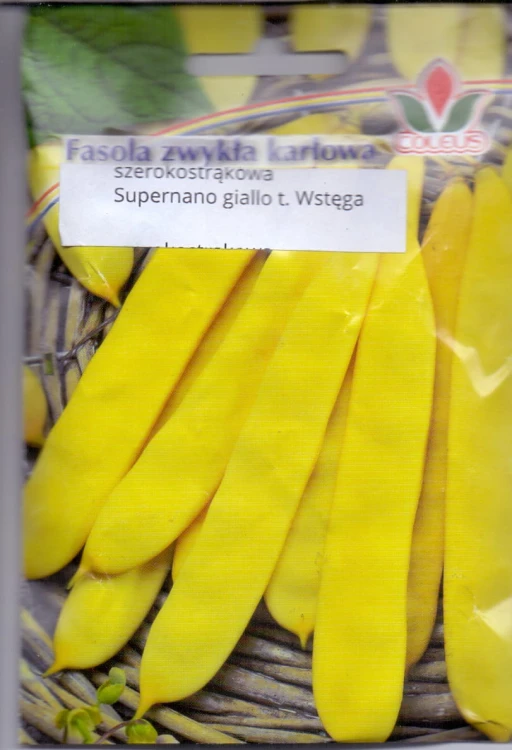 COLEUS
Fasola zwykła karłowa
szerokostrąkowa
Supernano giallo t. Wstęga